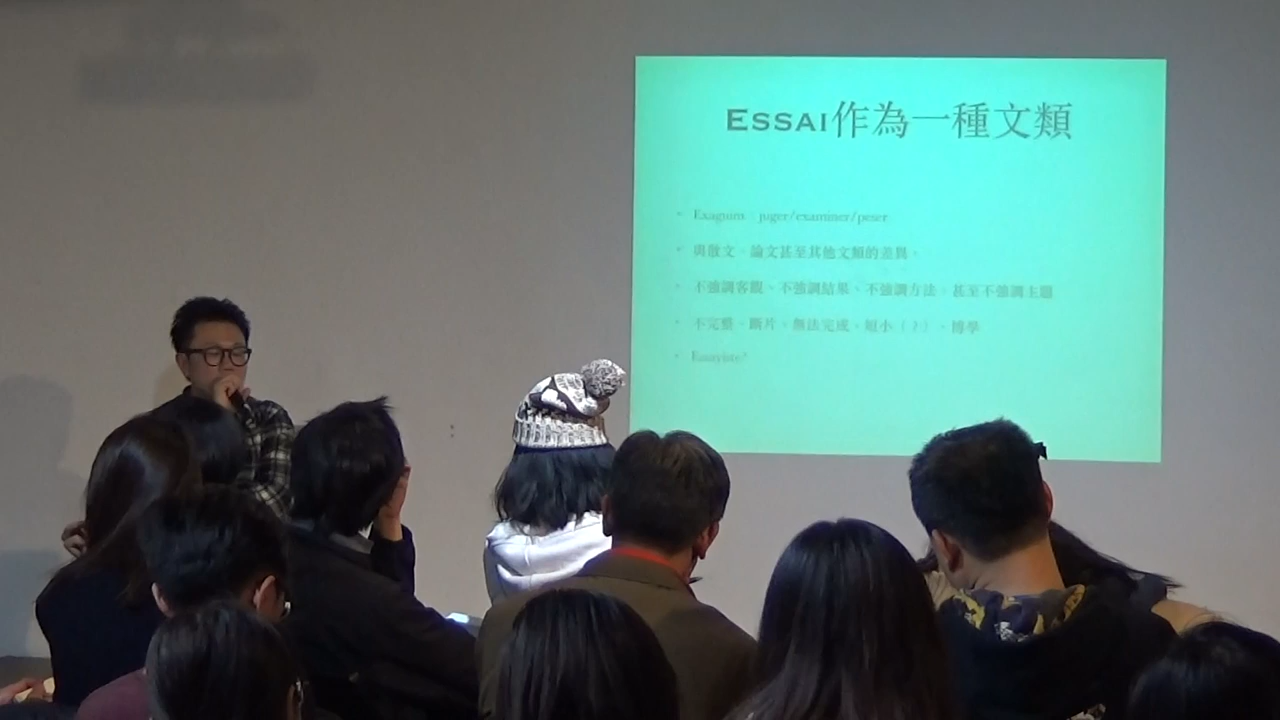 Essai作為一種文類
Exagium juger/examiner/peser
與散文、論文甚至其他文類的差異。
不強調客觀、不強調結果、不強調方法，甚至不強調主題
不完整、斷片，無法完成，短小（？）、博學
Essayiste?